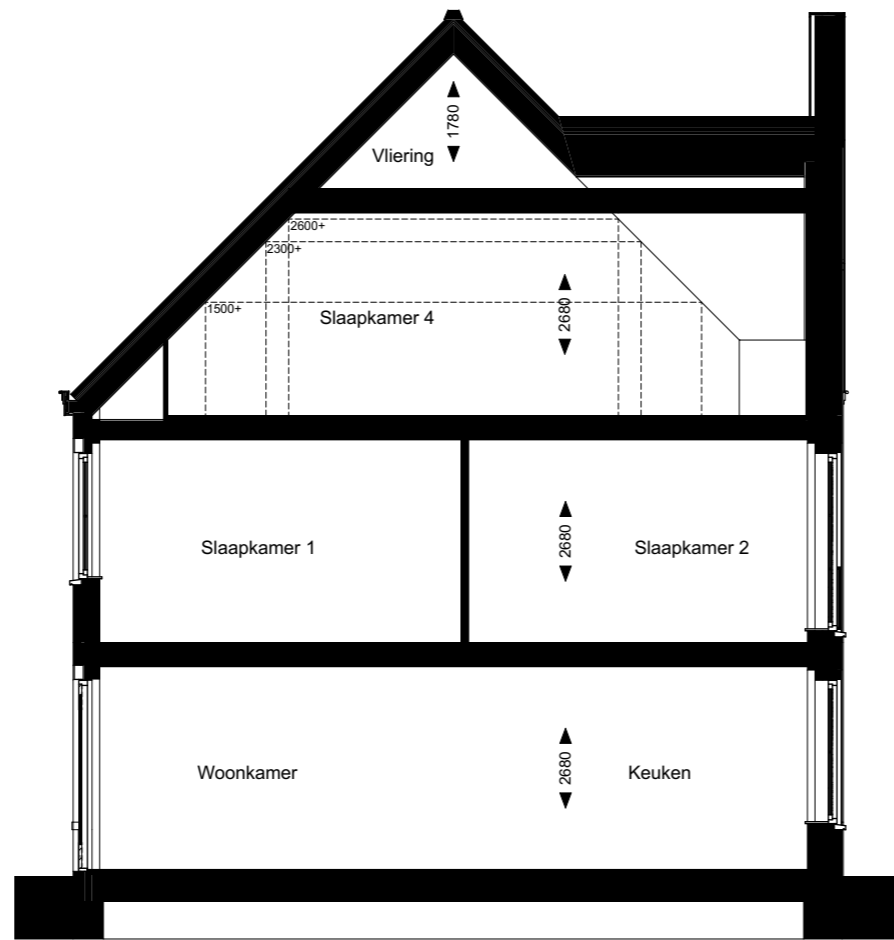 1780
Vliering
2600+
2300+
1500+
Slaapkamer 4
2680
Slaapkamer 1
2680
Slaapkamer 2
Woonkamer
2680
Keuken